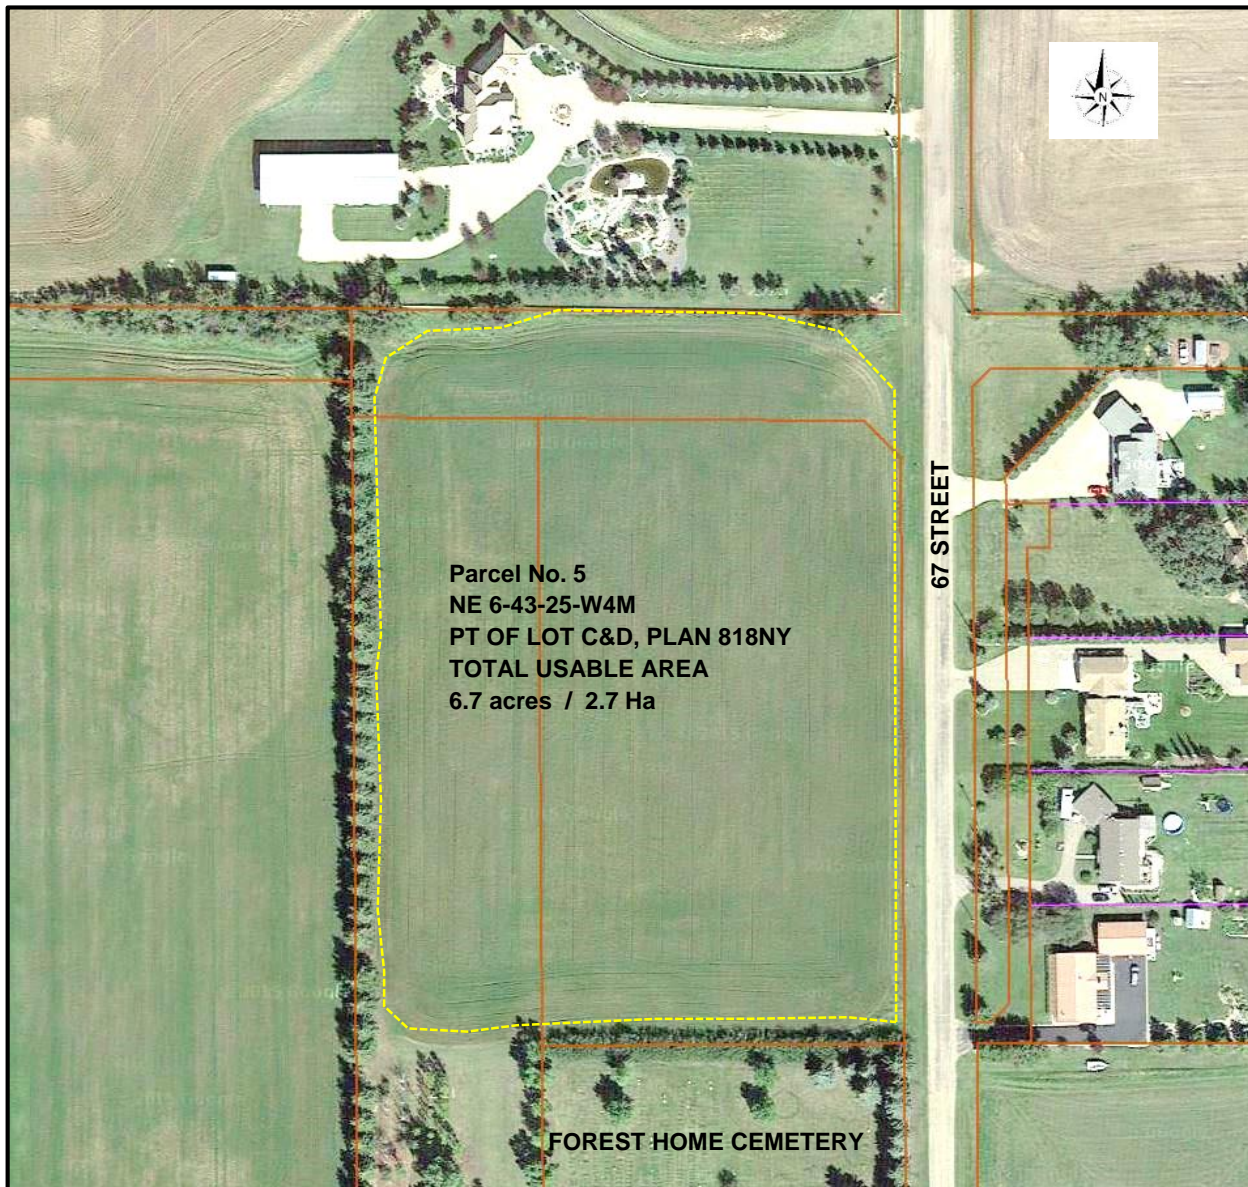 N
67 STREET
Parcel No. 5
NE 6-43-25-W4M
PT OF LOT C&D, PLAN 818NY
TOTAL USABLE AREA
6.7 acres / 2.7 Ha
FOREST HOME CEMETERY